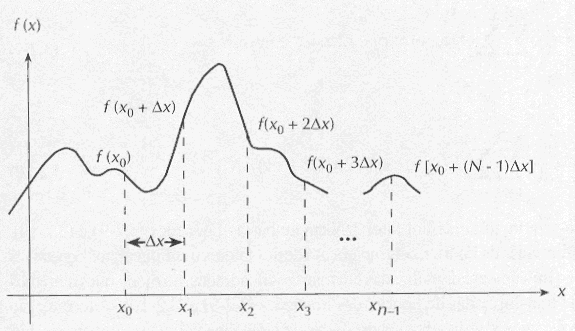 f (x)
f (x₀ + Δx)
f (x₀)
f(x₀ + 2Δx)
f(x₀ + 3Δx)
f [x₀ + (N - 1)Δx]
Δx
...
x
x₀
x₁
x₂
x₃
xn–1